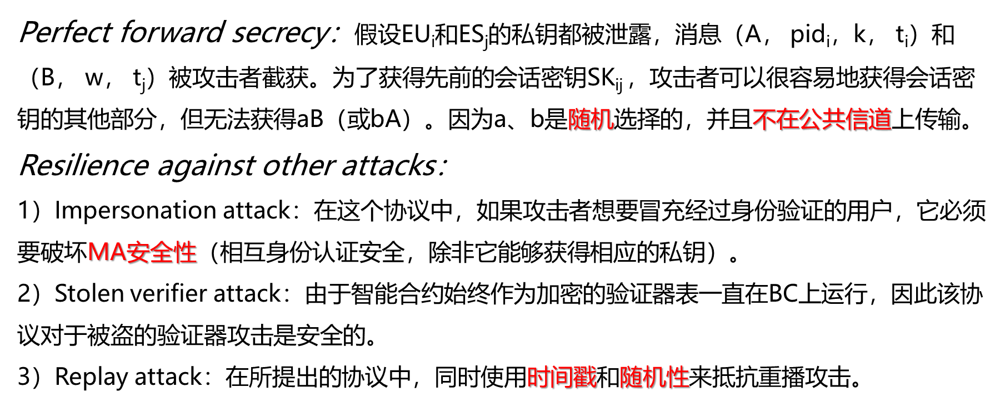 Perfect forward secrecy：假设EUi和ESj的私钥都被泄露，消息（A， pidi，k， ti）和
（B， w， tj）被攻击者截获。为了获得先前的会话密钥SKij ，攻击者可以很容易地获得会话密
钥的其他部分，但无法获得aB（或bA）。因为a、b是随机选择的，并且不在公共信道上传输。
Resilience against other attacks：
1）Impersonation attack：在这个协议中，如果攻击者想要冒充经过身份验证的用户，它必须
要破坏MA安全性（相互身份认证安全，除非它能够获得相应的私钥）。
2）Stolen verifier attack：由于智能合约始终作为加密的验证器表一直在BC上运行，因此该协
议对于被盗的验证器攻击是安全的。
3）Replay attack：在所提出的协议中，同时使用时间戳和随机性来抵抗重播攻击。